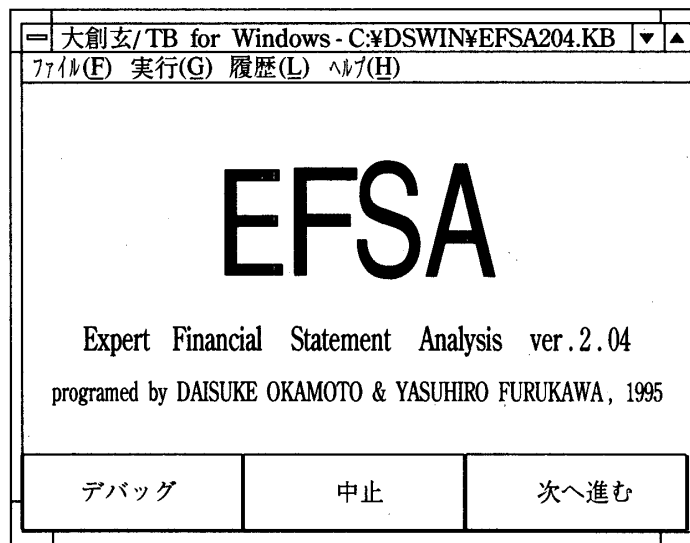 大創玄/TB for Windows - C:¥DSWIN¥EFSA204.KB
ﾌｧｲﾙ(F) 実行(G) 履歴(L) ﾍﾙﾌﾟ(H)
EFSA
Expert Financial Statement Analysis ver.2.04
programed by DAISUKE OKAMOTO & YASUHIRO FURUKAWA, 1995
デバッグ 中止 次へ進む